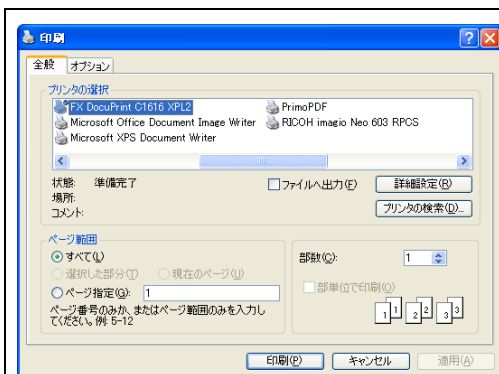 印刷
全般 オプション
プリンタの選択
FX DocuPrint C1616 XPL2 PrimoPDF
Microsoft Office Document Image Writer RICOH imagio Neo 603 RPCS
Microsoft XPS Document Writer
状態: 準備完了 ファイルへ出力(F) 詳細設定(R)
場所:
コメント: プリンタの検索(D)...
ページ範囲
すべて(L) 部数(C): 1
選択した部分(T) 現在のページ(U)
ページ指定(G): 1 部単位で印刷(O)
ページ番号のみか、またはページ範囲のみを入力し
てください。例: 5-12
1 1 2 2 3 3
印刷(P) キャンセル 適用(A)